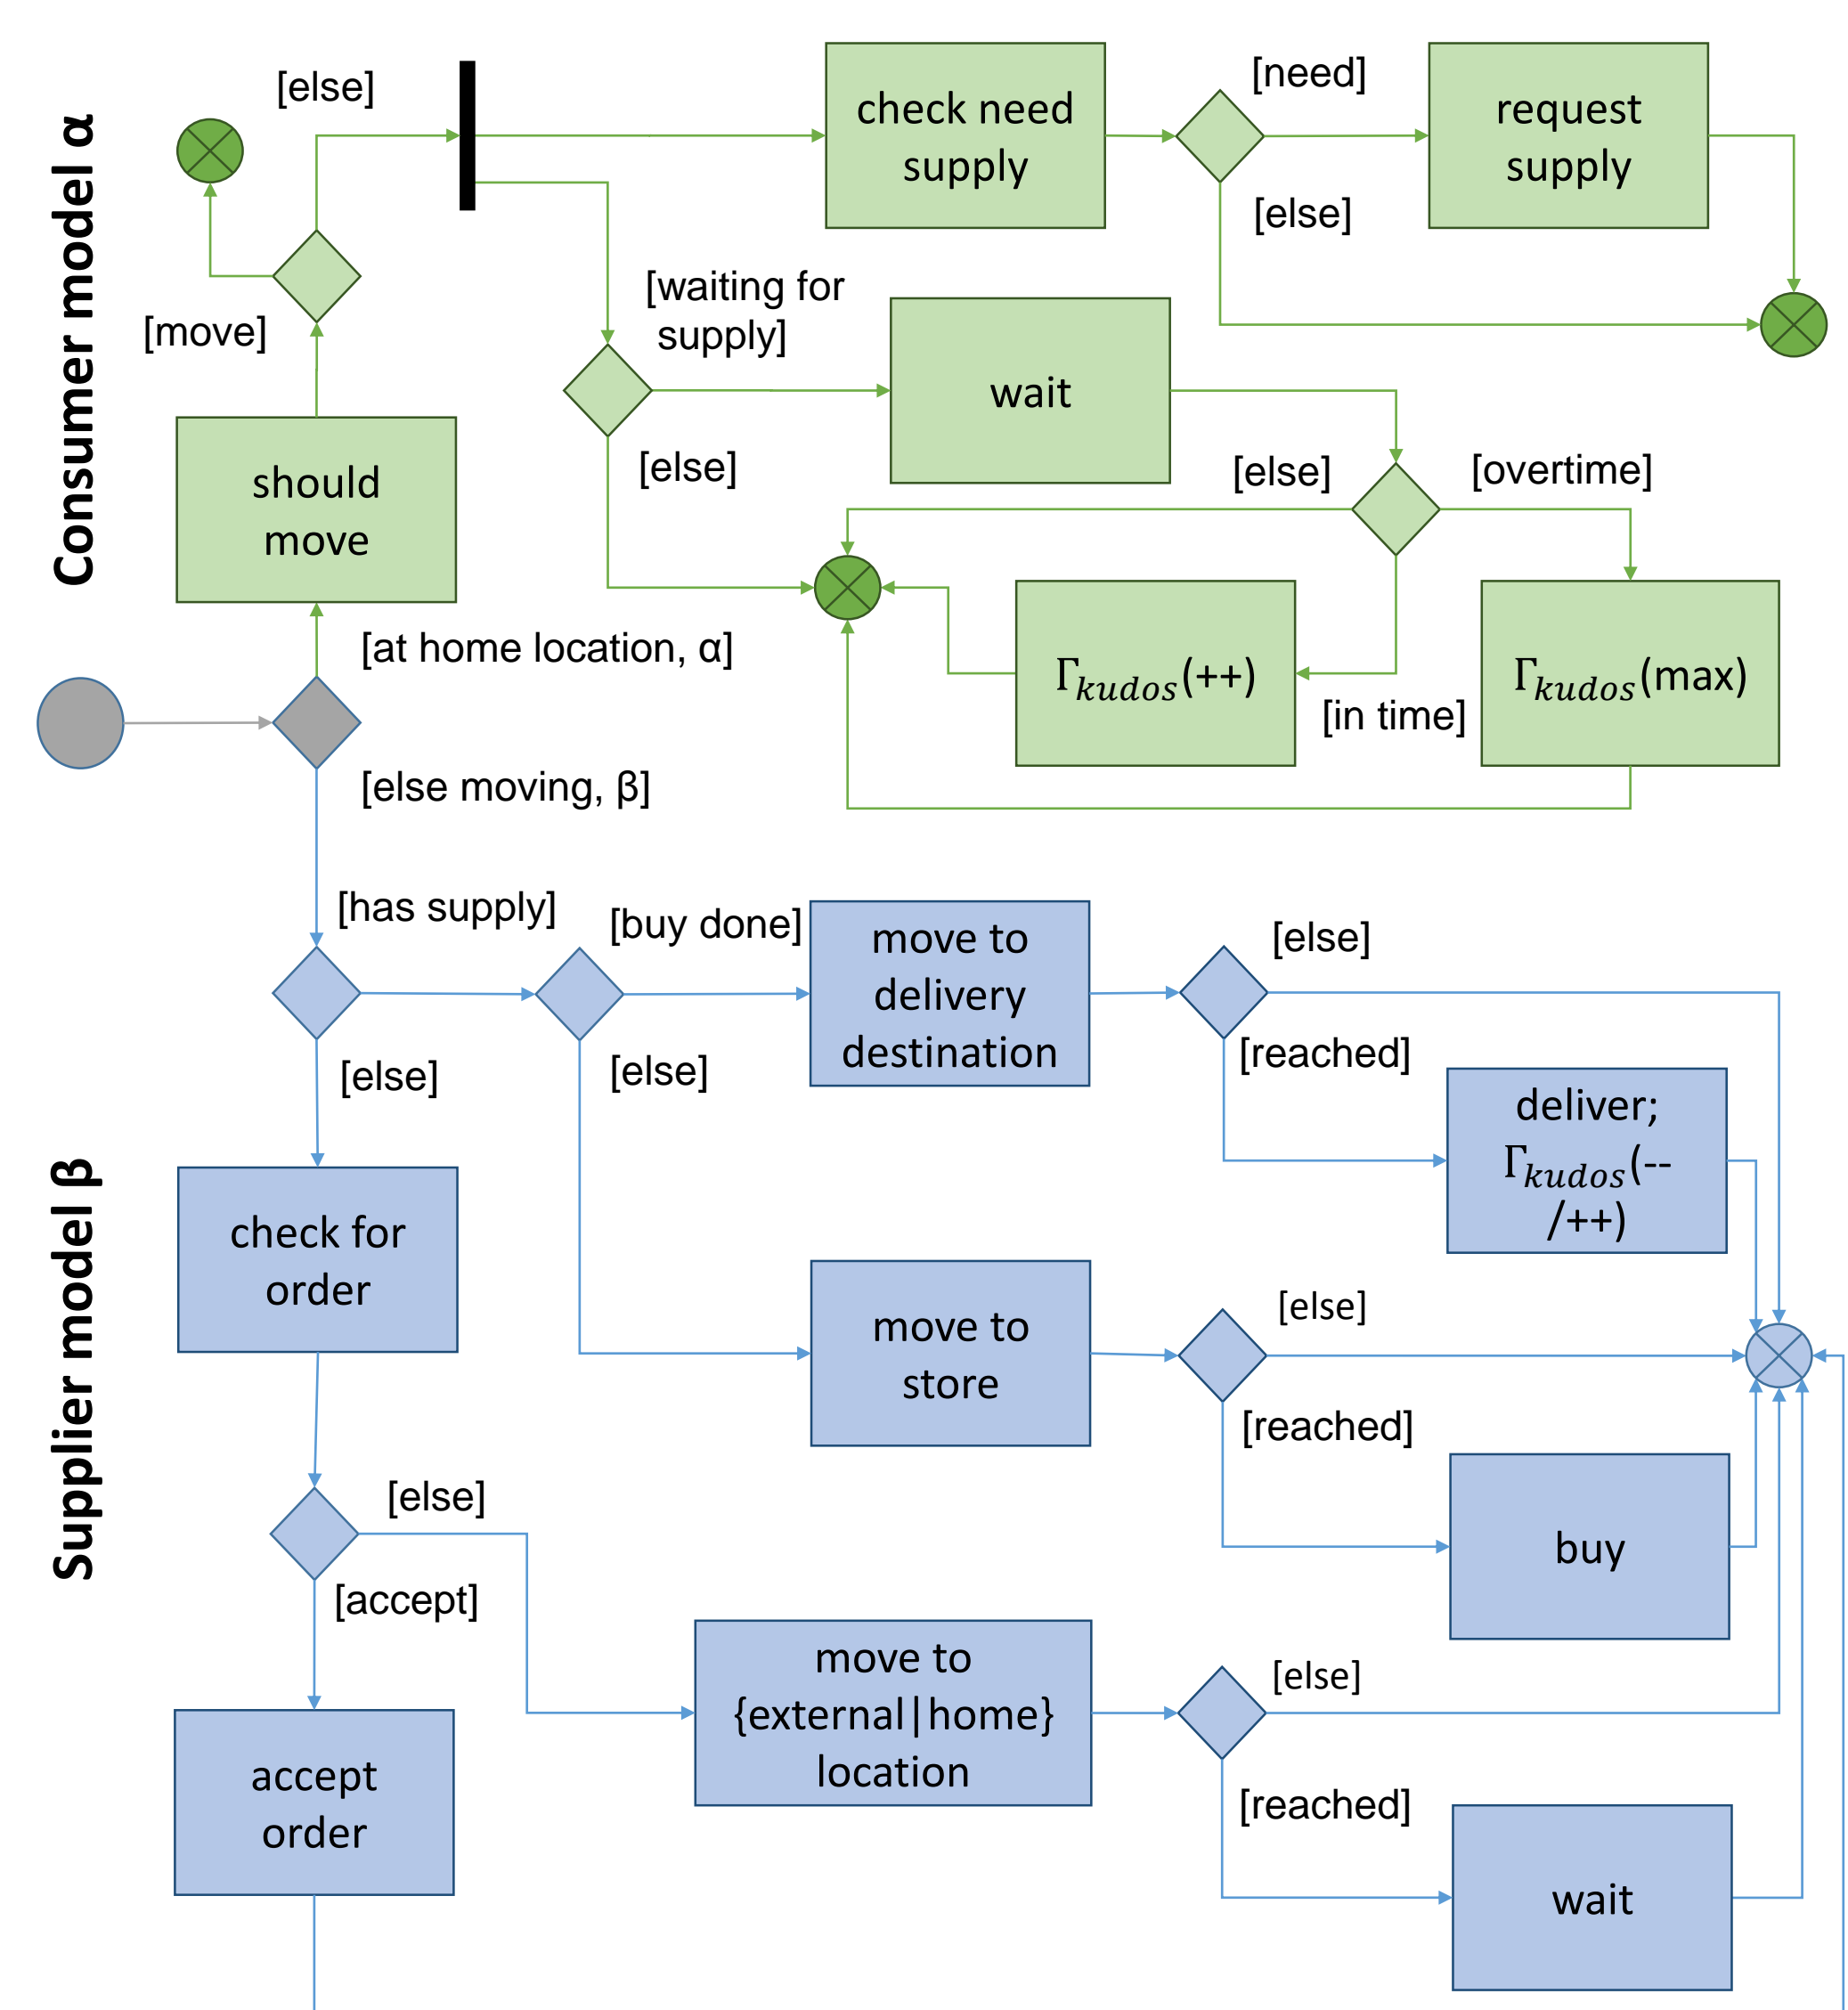 Consumer model α
[else]
check need
supply
[need]
request
supply
[else]
[move]
[waiting for
supply]
wait
[else]
[else]
[overtime]
should
move
[at home location, α]
Γkudos(++)
Γkudos(max)
[in time]
[else moving, β]
Supplier model β
[has supply]
[buy done]
move to
delivery
destination
[else]
[reached]
[else]
[else]
deliver;
Γkudos(--
/++)
check for
order
move to
store
[else]
[reached]
[else]
buy
[accept]
move to
{external|home}
location
[else]
accept
order
[reached]
wait